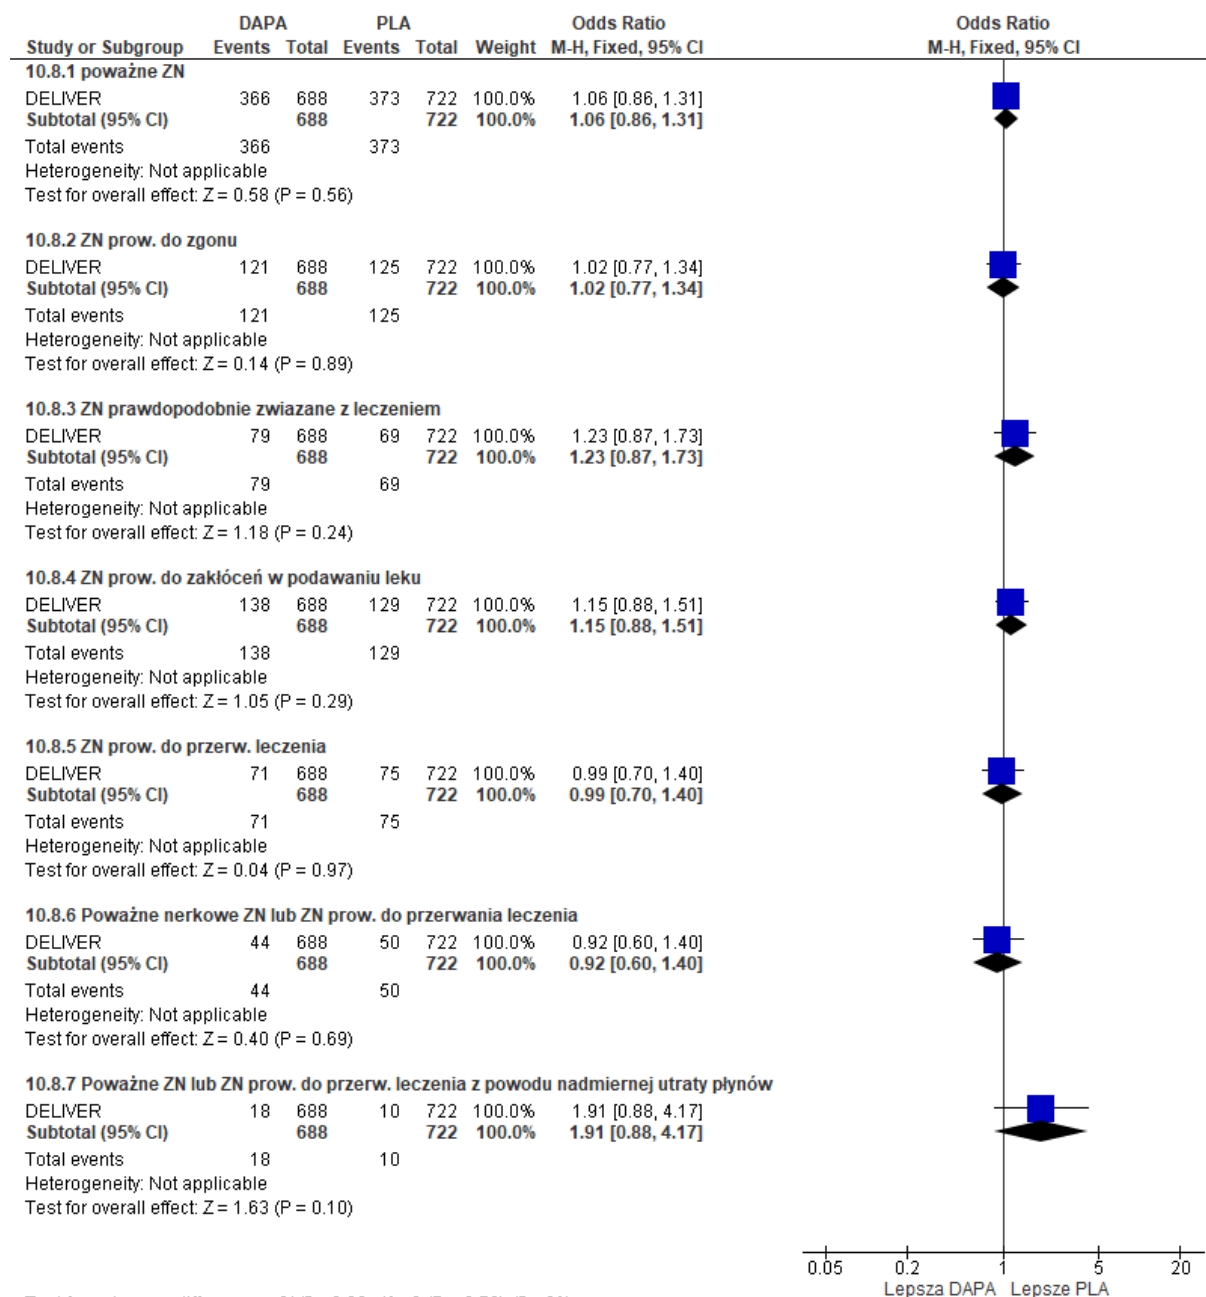 DAPA PLA Odds Ratio Odds Ratio
Study or Subgroup Events Total Events Total Weight M-H, Fixed, 95% CI M-H, Fixed, 95% CI
10.8.1 poważne ZN
DELIVER 366 688 373 722 100.0% 1.06 [0.86, 1.31]
Subtotal (95% CI) 688 722 100.0% 1.06 [0.86, 1.31]
Total events 366 373
Heterogeneity: Not applicable
Test for overall effect: Z = 0.58 (P = 0.56)
10.8.2 ZN prow. do zgonu
DELIVER 121 688 125 722 100.0% 1.02 [0.77, 1.34]
Subtotal (95% CI) 688 722 100.0% 1.02 [0.77, 1.34]
Total events 121 125
Heterogeneity: Not applicable
Test for overall effect: Z = 0.14 (P = 0.89)
10.8.3 ZN prawdopodobnie zwiazane z leczeniem
DELIVER 79 688 69 722 100.0% 1.23 [0.87, 1.73]
Subtotal (95% CI) 688 722 100.0% 1.23 [0.87, 1.73]
Total events 79 69
Heterogeneity: Not applicable
Test for overall effect: Z = 1.18 (P = 0.24)
10.8.4 ZN prow. do zakłóceń w podawaniu leku
DELIVER 138 688 129 722 100.0% 1.15 [0.88, 1.51]
Subtotal (95% CI) 688 722 100.0% 1.15 [0.88, 1.51]
Total events 138 129
Heterogeneity: Not applicable
Test for overall effect: Z = 1.05 (P = 0.29)
10.8.5 ZN prow. do przerw. leczenia
DELIVER 71 688 75 722 100.0% 0.99 [0.70, 1.40]
Subtotal (95% CI) 688 722 100.0% 0.99 [0.70, 1.40]
Total events 71 75
Heterogeneity: Not applicable
Test for overall effect: Z = 0.04 (P = 0.97)
10.8.6 Poważne nerkowe ZN lub ZN prow. do przerwania leczenia
DELIVER 44 688 50 722 100.0% 0.92 [0.60, 1.40]
Subtotal (95% CI) 688 722 100.0% 0.92 [0.60, 1.40]
Total events 44 50
Heterogeneity: Not applicable
Test for overall effect: Z = 0.40 (P = 0.69)
10.8.7 Poważne ZN lub ZN prow. do przerw. leczenia z powodu nadmiernej utraty płynów
DELIVER 18 688 10 722 100.0% 1.91 [0.88, 4.17]
Subtotal (95% CI) 688 722 100.0% 1.91 [0.88, 4.17]
Total events 18 10
Heterogeneity: Not applicable
Test for overall effect: Z = 1.63 (P = 0.10)
0.05 0.2 1 5 20
Lepsza DAPA Lepsze PLA